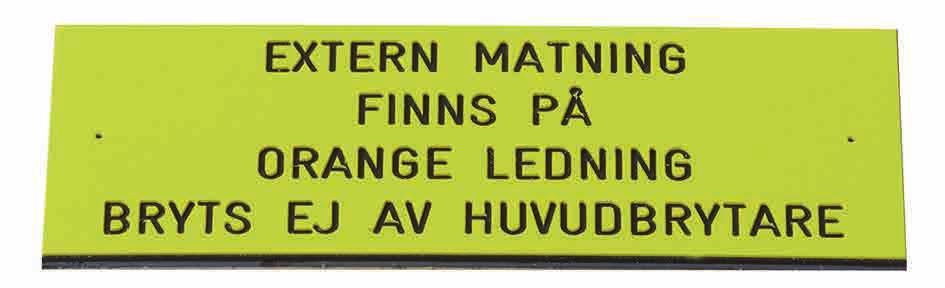 EXTERN MATNING
FINNS PÅ
ORANGE LEDNING
BRYTS EJ AV HUVUDBRYTARE